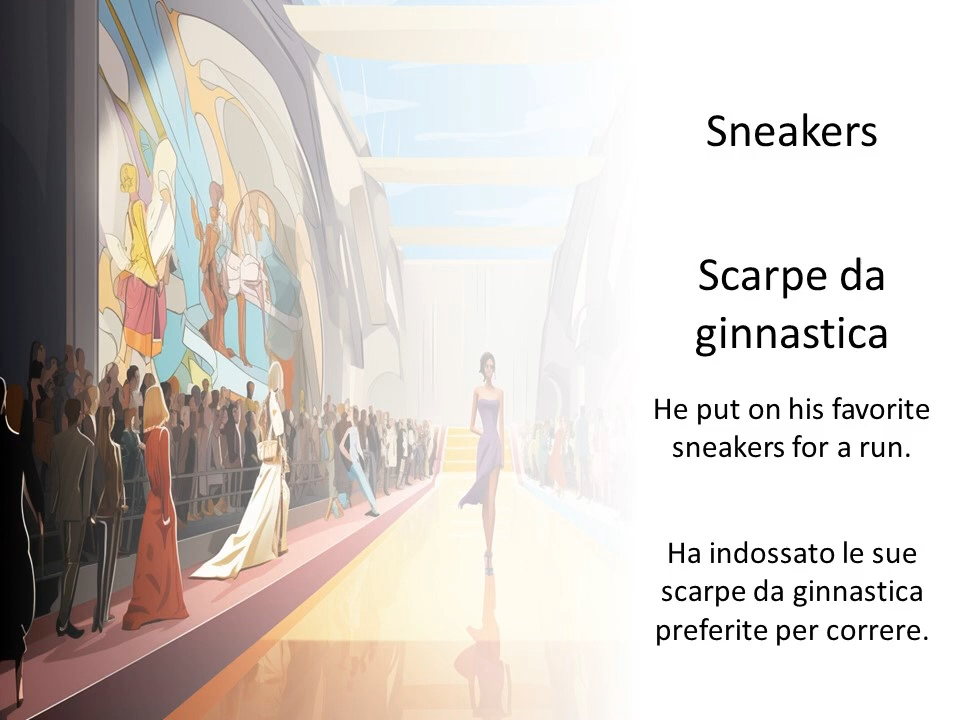 Sneakers
Scarpe da
ginnastica
He put on his favorite
sneakers for a run.
Ha indossato le sue
scarpe da ginnastica
preferite per correre.